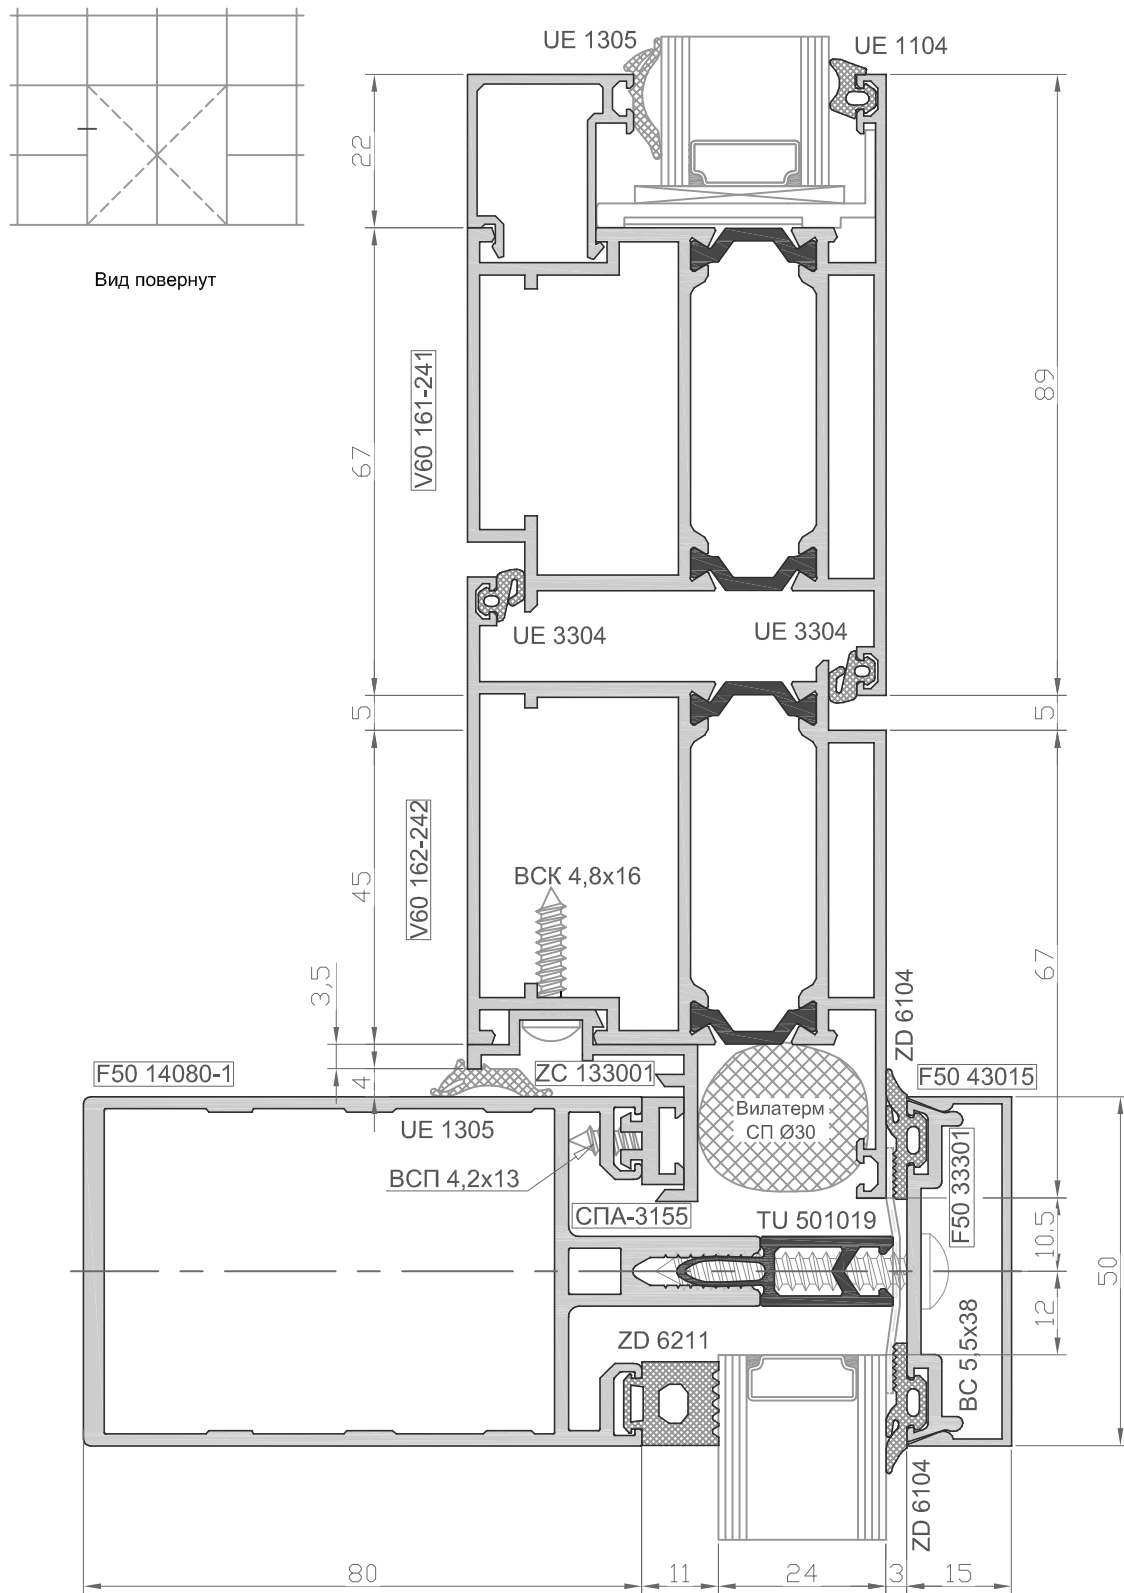 UE 1305
UE 1104
22
Вид повернут
V60 161-241
89
67
UE 3304
UE 3304
5
5
V60 162-242
ВСК 4,8x16
45
67
3,5
ZD 6104
F50 14080-1
4
ZC 133001
F50 43015
Вилатерм
СП Ø30
UE 1305
F50 33301
ВСП 4,2x13
СПА-3155
TU 501019
10,5
50
12
ZD 6211
ВС 5,5x38
ZD 6104
80
11
24
3
15